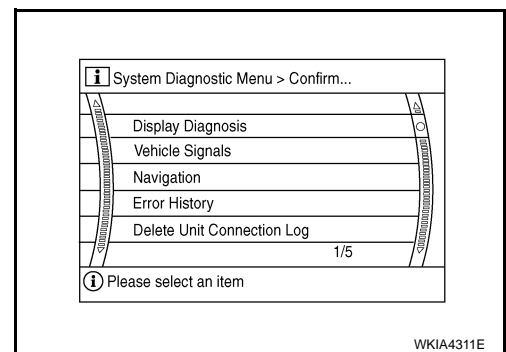 i System Diagnostic Menu > Confirm...
Display Diagnosis
Vehicle Signals
Navigation
Error History
Delete Unit Connection Log
1/5
i Please select an item
WKIA4311E